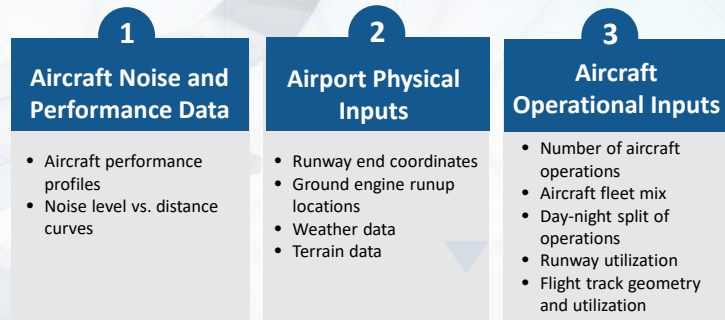 1
Aircraft Noise and
Performance Data
• Aircraft performance
profiles
• Noise level vs. distance
curves
2
Airport Physical
Inputs
• Runway end coordinates
• Ground engine runup
locations
• Weather data
• Terrain data
3
Aircraft
Operational Inputs
• Number of aircraft
operations
• Aircraft fleet mix
• Day-night split of
operations
• Runway utilization
• Flight track geometry
and utilization